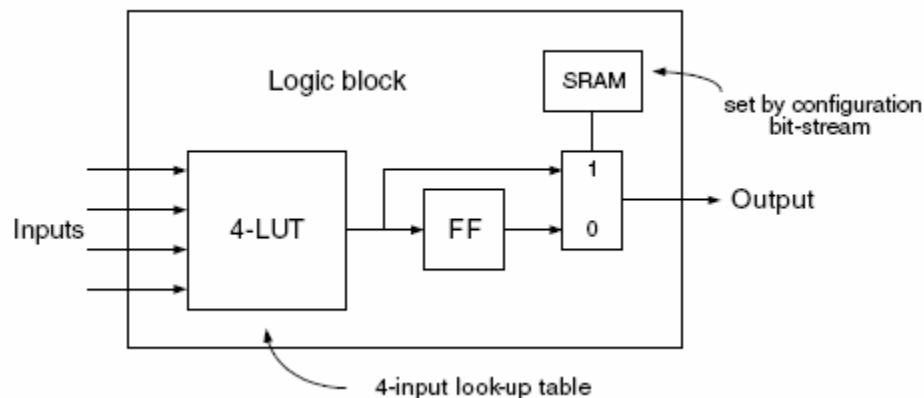 Logic block
SRAM
set by configuration
bit-stream
1
Inputs
4-LUT
FF
0
Output
4-input look-up table